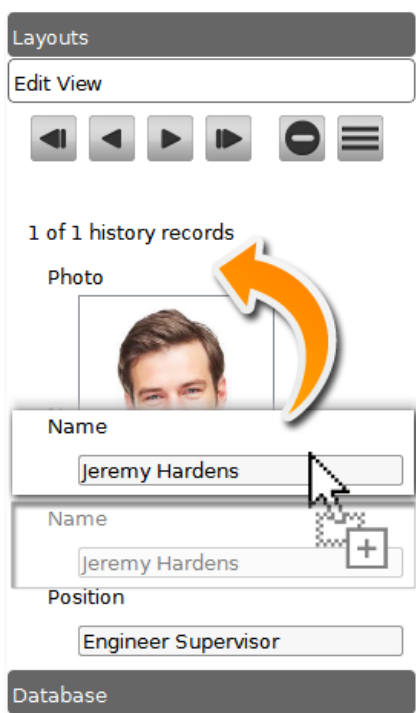 Layouts
Edit View
1 of 1 history records
Photo
Name
Jeremy Hardens
Name
Jeremy Hardens
Position
Engineer Supervisor
Database